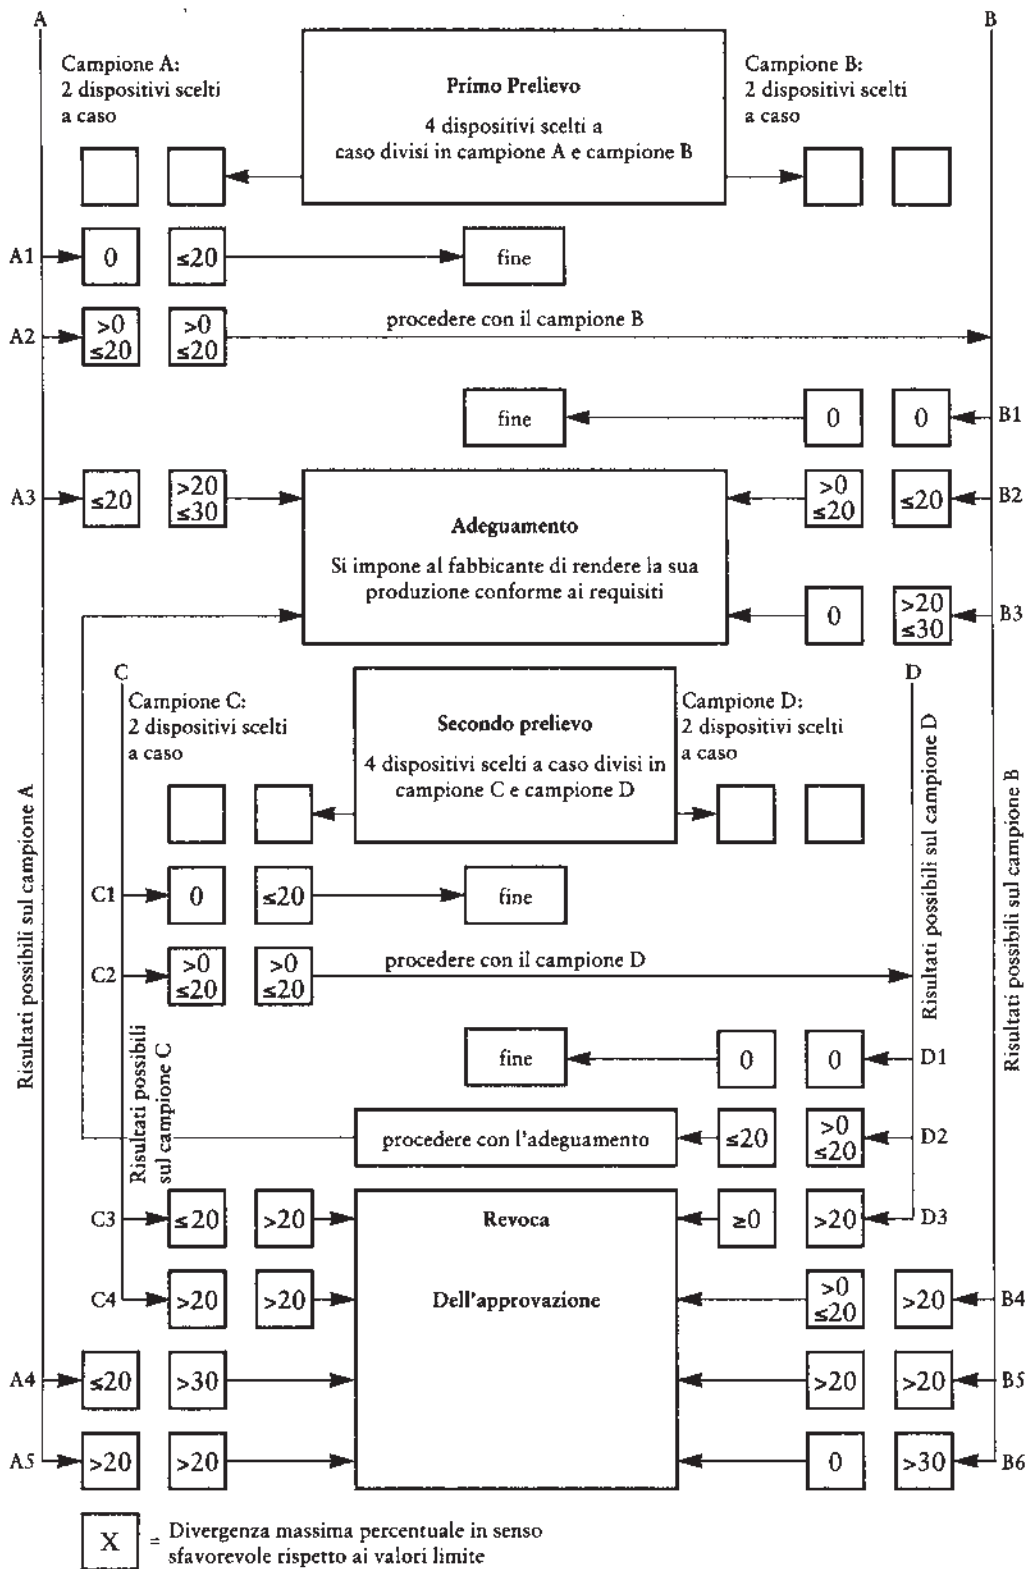 A
B
Campione A:
2 dispositivi scelti
a caso
Primo Prelievo
4 dispositivi scelti a
caso divisi in campione A e campione B
Campione B:
2 dispositivi scelti
a caso
A1
0
≤20
fine
A2
>0
≤20
>0
≤20
procedere con il campione B
fine
0
0
B1
A3
≤20
>20
≤30
Adeguamento
Si impone al fabbicante di rendere la sua
produzione conforme ai requisiti
>0
≤20
≤20
B2
0
>20
≤30
B3
C
D
Campione C:
2 dispositivi scelti
a caso
Secondo prelievo
4 dispositivi scelti a caso divisi in
campione C e campione D
Campione D:
2 dispositivi scelti
a caso
Risultati possibili sul campione A
Risultati possibili sul campione D
Risultati possibili sul campione B
C1
0
≤20
fine
C2
>0
≤20
>0
≤20
procedere con il campione D
Risultati possibili
sul campione C
fine
0
0
D1
procedere con l'adeguamento
≤20
>0
≤20
D2
C3
≤20
>20
Revoca
Dell'approvazione
≥0
>20
D3
C4
>20
>20
>0
≤20
>20
B4
A4
≤20
>30
>20
>20
B5
A5
>20
>20
0
>30
B6
X
= Divergenza massima percentuale in senso
sfavorevole rispetto ai valori limite